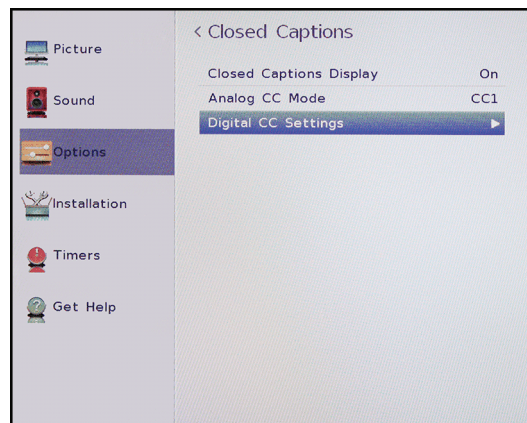 Picture
Sound
Options
Installation
Timers
Get Help
< Closed Captions
Closed Captions Display On
Analog CC Mode CC1
Digital CC Settings